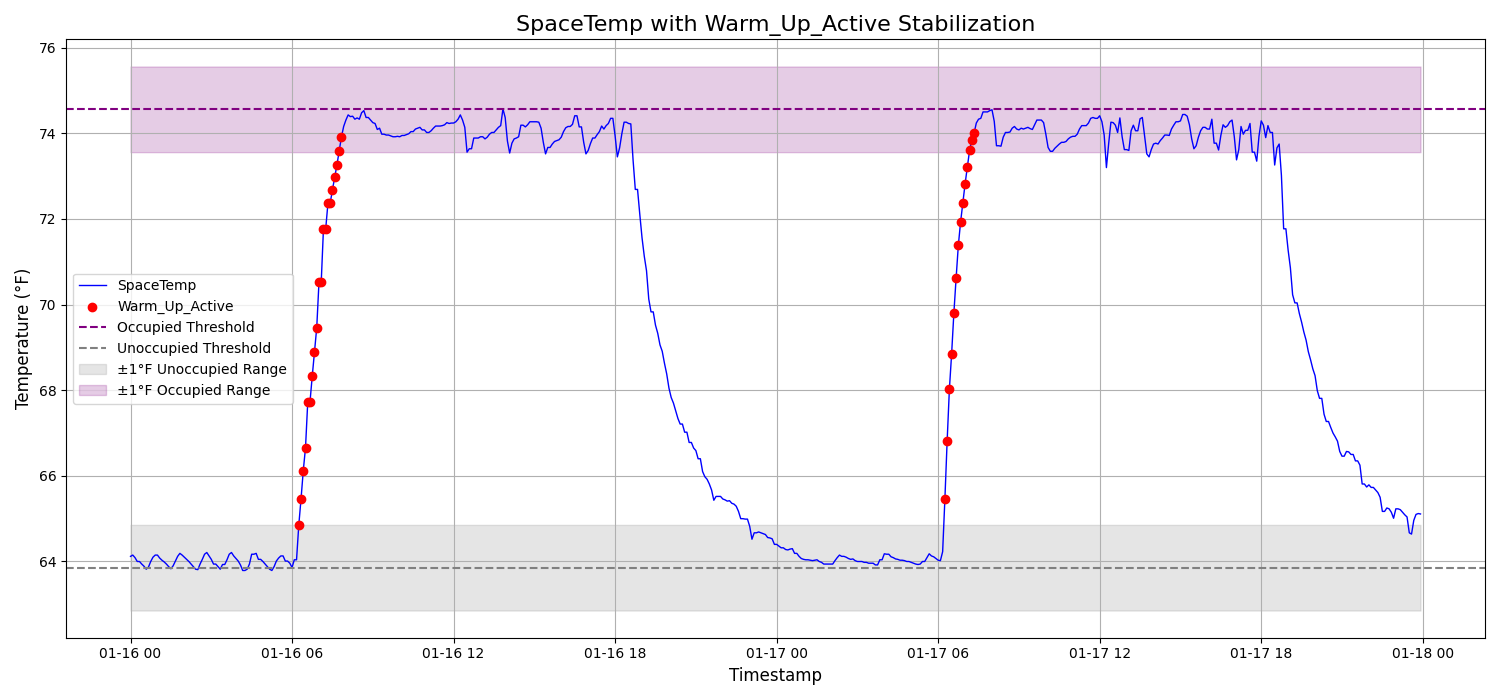 SpaceTemp with Warm_Up_Active Stabilization
76
74
72
70
68
66
64
Temperature (°F)
SpaceTemp
Warm_Up_Active
Occupied Threshold
Unoccupied Threshold
±1°F Unoccupied Range
±1°F Occupied Range
01-16 00
01-16 06
01-16 12
01-16 18
01-17 00
01-17 06
01-17 12
01-17 18
01-18 00
Timestamp